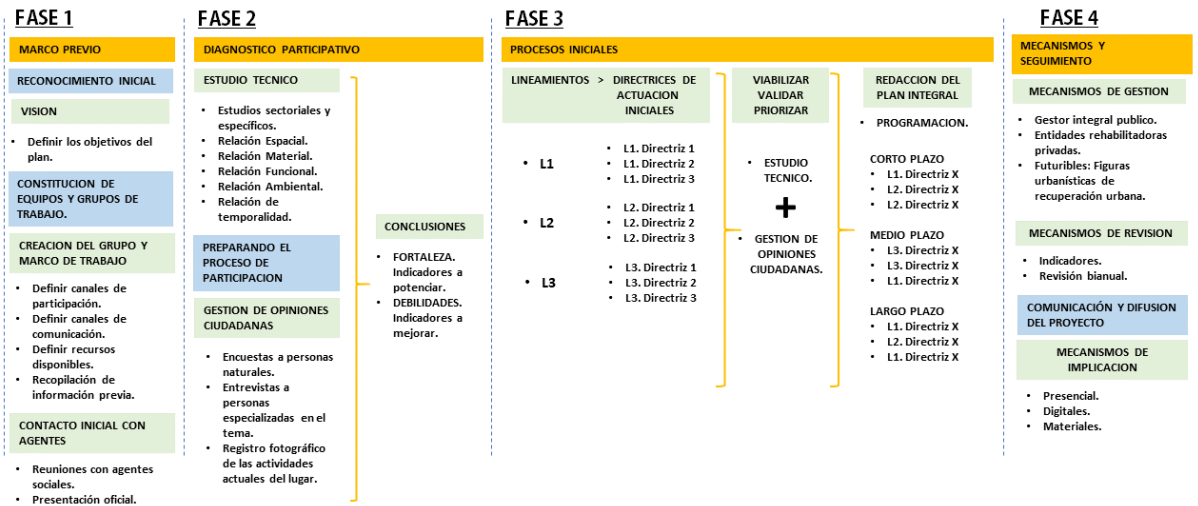 FASE 1
MARCO PREVIO
RECONOCIMIENTO INICIAL
VISION
• Definir los objetivos del
plan.
CONSTITUCION DE
EQUIPOS Y GRUPOS DE
TRABAJO.
CREACION DEL GRUPO Y
MARCO DE TRABAJO
• Definir canales de
participación.
• Definir canales de
comunicación.
• Definir recursos
disponibles.
• Recopilación de
información previa.
CONTACTO INICIAL CON
AGENTES
• Reuniones con agentes
sociales.
• Presentación oficial.
FASE 2
DIAGNOSTICO PARTICIPATIVO
ESTUDIO TECNICO
• Estudios sectoriales y
específicos.
• Relación Espacial.
• Relación Material.
• Relación Funcional.
• Relación Ambiental.
• Relación de
temporalidad.
PREPARANDO EL
PROCESO DE
PARTICIPACION
GESTION DE OPINIONES
CIUDADANAS
• Encuestas a personas
naturales.
• Entrevistas a
personas
especializadas en el
tema.
• Registro fotográfico
de las actividades
actuales del lugar.
CONCLUSIONES
• FORTALEZA.
Indicadores a
potenciar.
• DEBILIDADES.
Indicadores a
mejorar.
FASE 3
PROCESOS INICIALES
LINEAMIENTOS > DIRECTRICES DE
ACTUACION
INICIALES
• L1
• L1. Directriz 1
• L1. Directriz 2
• L1. Directriz 3
• L2
• L2. Directriz 1
• L2. Directriz 2
• L2. Directriz 3
• L3
• L3. Directriz 1
• L3. Directriz 2
• L3. Directriz 3
VIABILIZAR
VALIDAR
PRIORIZAR
• ESTUDIO
TECNICO.
+
• GESTION DE
OPINIONES
CIUDADANAS.
REDACCION DEL
PLAN INTEGRAL
• PROGRAMACION.
CORTO PLAZO
• L1. Directriz X
• L2. Directriz X
• L2. Directriz X
MEDIO PLAZO
• L3. Directriz X
• L3. Directriz X
• L1. Directriz X
LARGO PLAZO
• L1. Directriz X
• L2. Directriz X
• L1. Directriz X
FASE 4
MECANISMOS Y
SEGUIMIENTO
MECANISMOS DE GESTION
• Gestor integral publico.
• Entidades rehabilitadoras
privadas.
• Futuribles: Figuras
urbanísticas de
recuperación urbana.
MECANISMOS DE REVISION
• Indicadores.
• Revisión bianual.
COMUNICACIÓN Y DIFUSION
DEL PROYECTO
MECANISMOS DE
IMPLICACION
• Presencial.
• Digitales.
• Materiales.